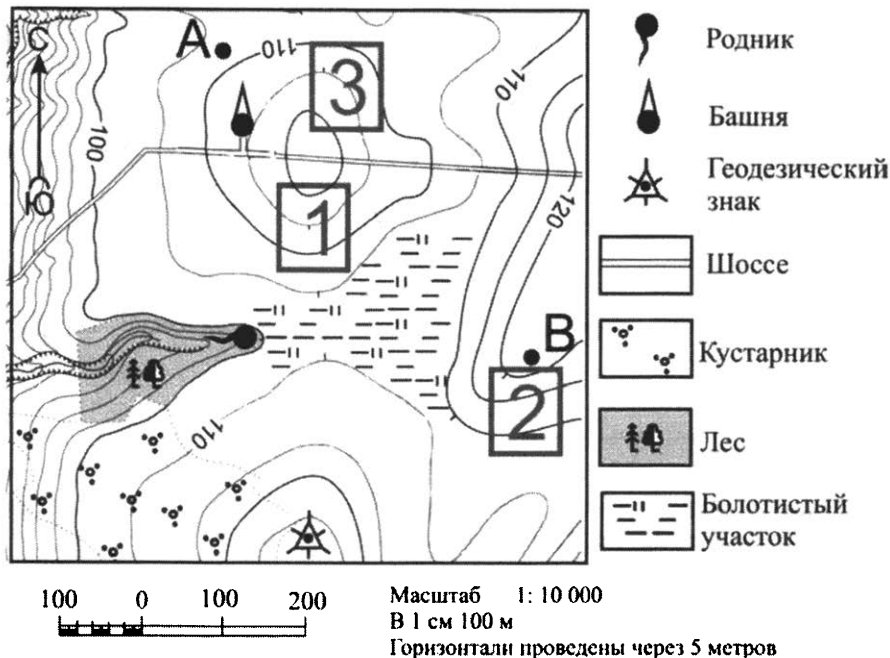 С
Ю
А
В
110
3
100
1
110
120
2
110
Родник
Башня
Геодезический
знак
Шоссе
Кустарник
Лес
Болотистый
участок
100 0 100 200
Масштаб 1: 10 000
В 1 см 100 м
Горизонтали проведены через 5 метров